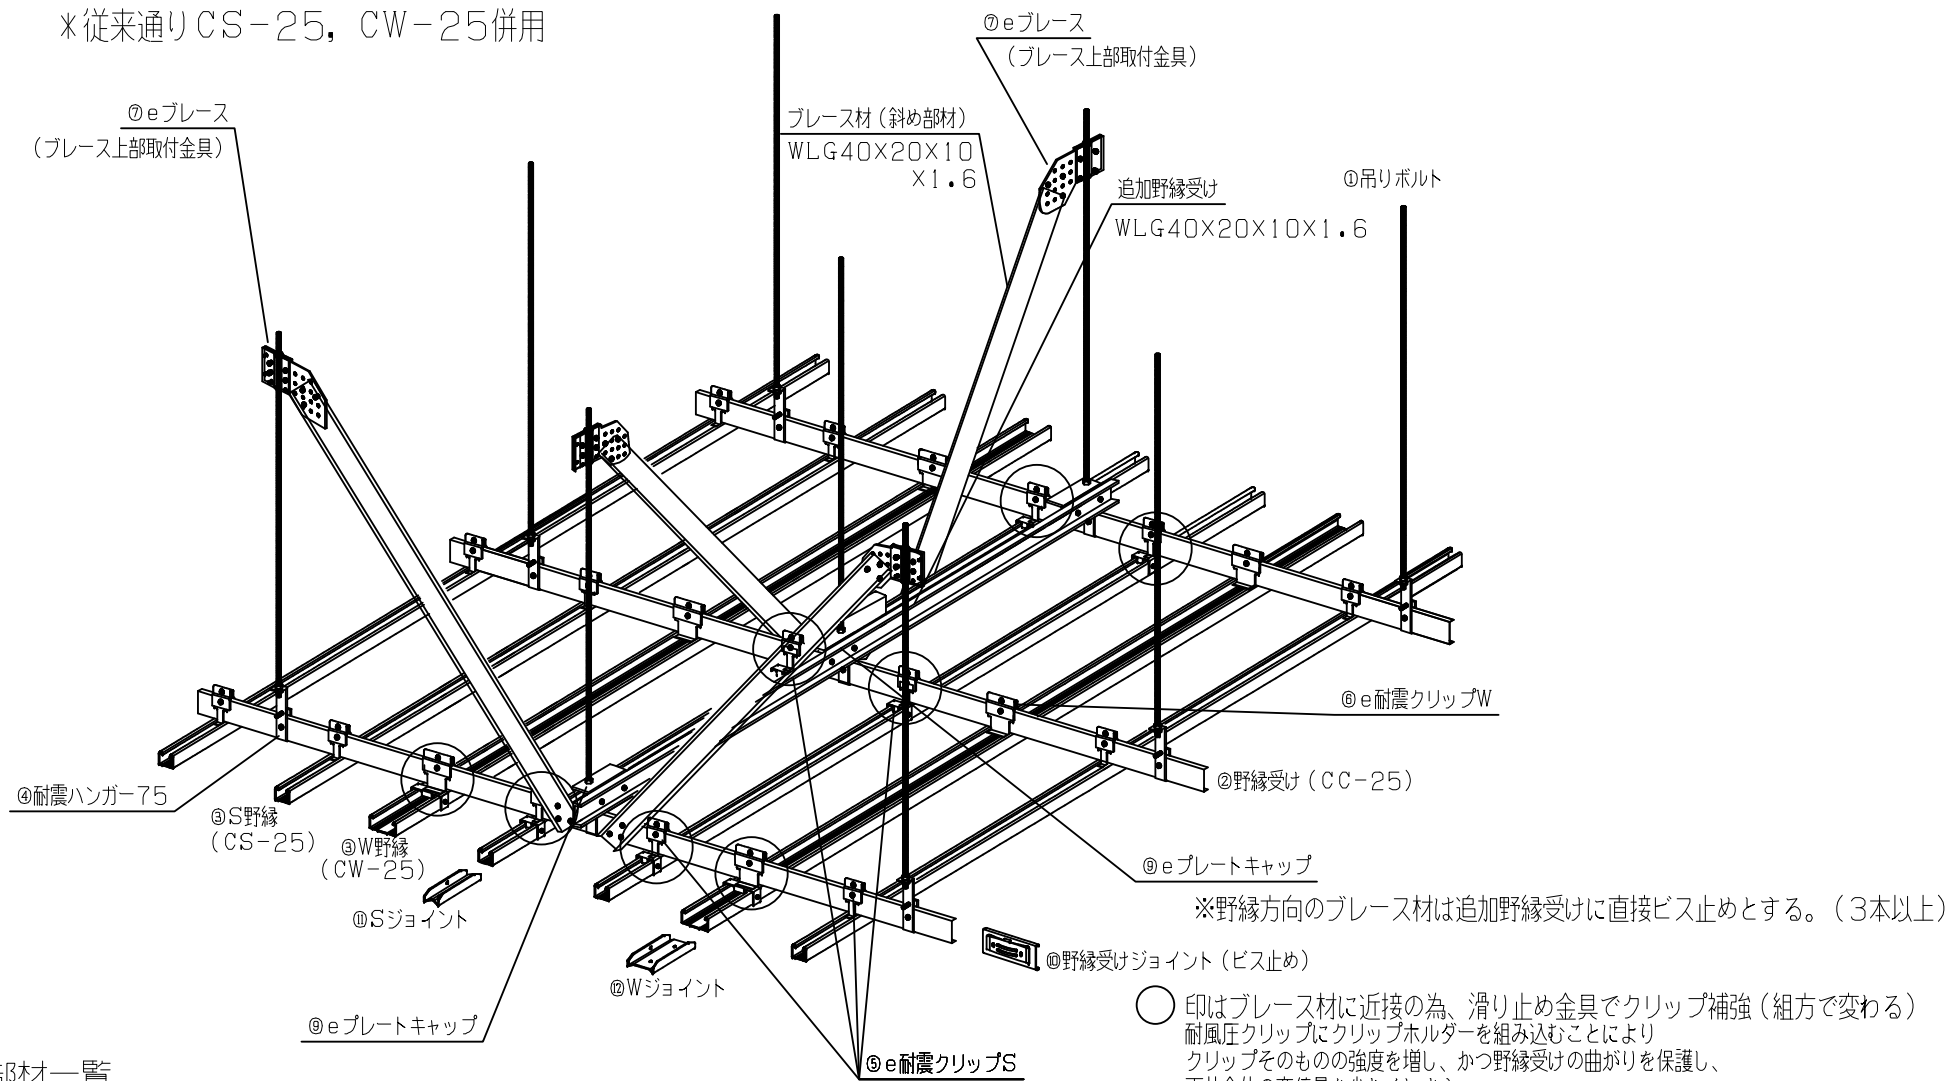 *従来通りCS-25，CW-25併用
⑦eブレース
(ブレース上部取付金具)
⑦eブレース
(ブレース上部取付金具)
ブレース材(斜め部材)
WLG40×20×10
×1.6
追加野縁受け
WLG40×20×10×1.6
①吊りボルト
⑥e耐震クリップW
②野縁受け(CC-25)
④耐震ハンガー75
③S野縁
(CS-25)
③W野縁
(CW-25)
⑪Sジョイント
⑫Wジョイント
⑨eプレートキャップ
※野縁方向のブレース材は追加野縁受けに直接ビス止めとする。(3本以上)
⑩野縁受けジョイント(ビス止め)
⑨eプレートキャップ
⑤e耐震クリップS
印はブレース材に近接の為、滑り止め金具でクリップ補強(組方で変わる)
耐風圧クリップにクリップホルダーを組み込むことにより
クリップそのものの強度を増し、かつ野縁受けの曲がりを保護し、
部材一覧